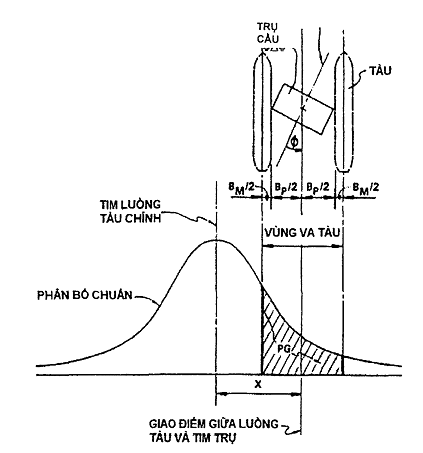 TRỤ
CẦU
TÀU
ϕ
B_M/2 B_P/2 B_P/2 B_M/2
TIM LUỒNG
TÀU CHÍNH
VÙNG VA TÀU
PHÂN BỐ CHUẨN
PG
X
GIAO ĐIỂM GIỮA LUỒNG
TÀU VÀ TIM TRỤ